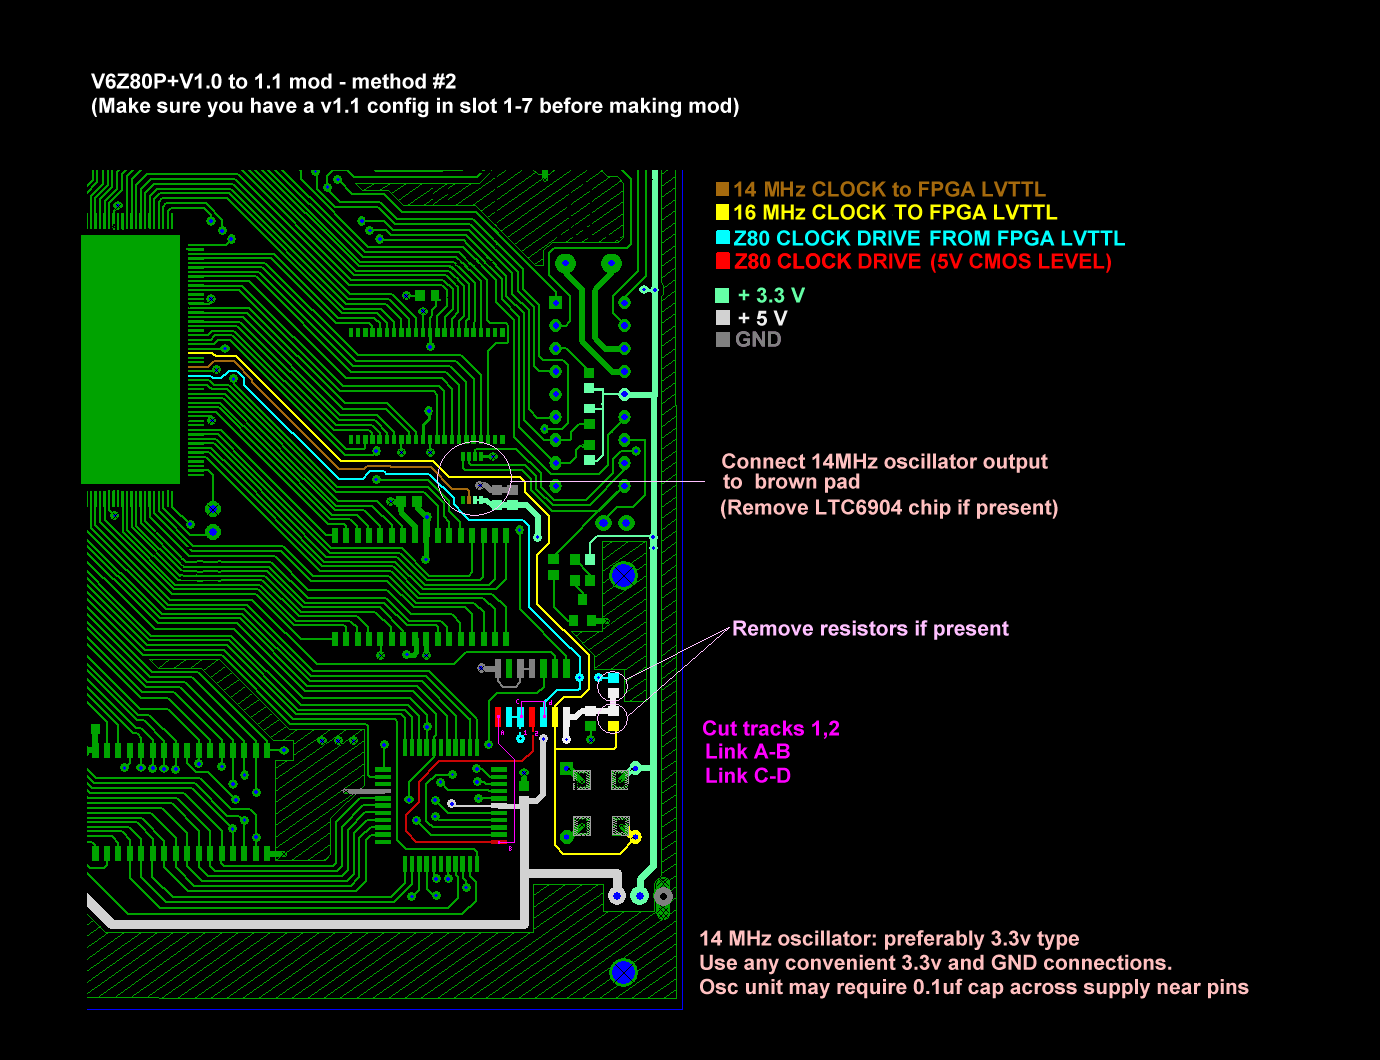 V6Z80P+V1.0 to 1.1 mod - method #2
(Make sure you have a v1.1 config in slot 1-7 before making mod)
14 MHz CLOCK to FPGA LVTTL
16 MHz CLOCK TO FPGA LVTTL
Z80 CLOCK DRIVE FROM FPGA LVTTL
Z80 CLOCK DRIVE (5V CMOS LEVEL)
+ 3.3 V
+ 5 V
GND
Connect 14MHz oscillator output
to brown pad
(Remove LTC6904 chip if present)
Remove resistors if present
Cut tracks 1,2
Link A-B
Link C-D
14 MHz oscillator: preferably 3.3v type
Use any convenient 3.3v and GND connections.
Osc unit may require 0.1uf cap across supply near pins